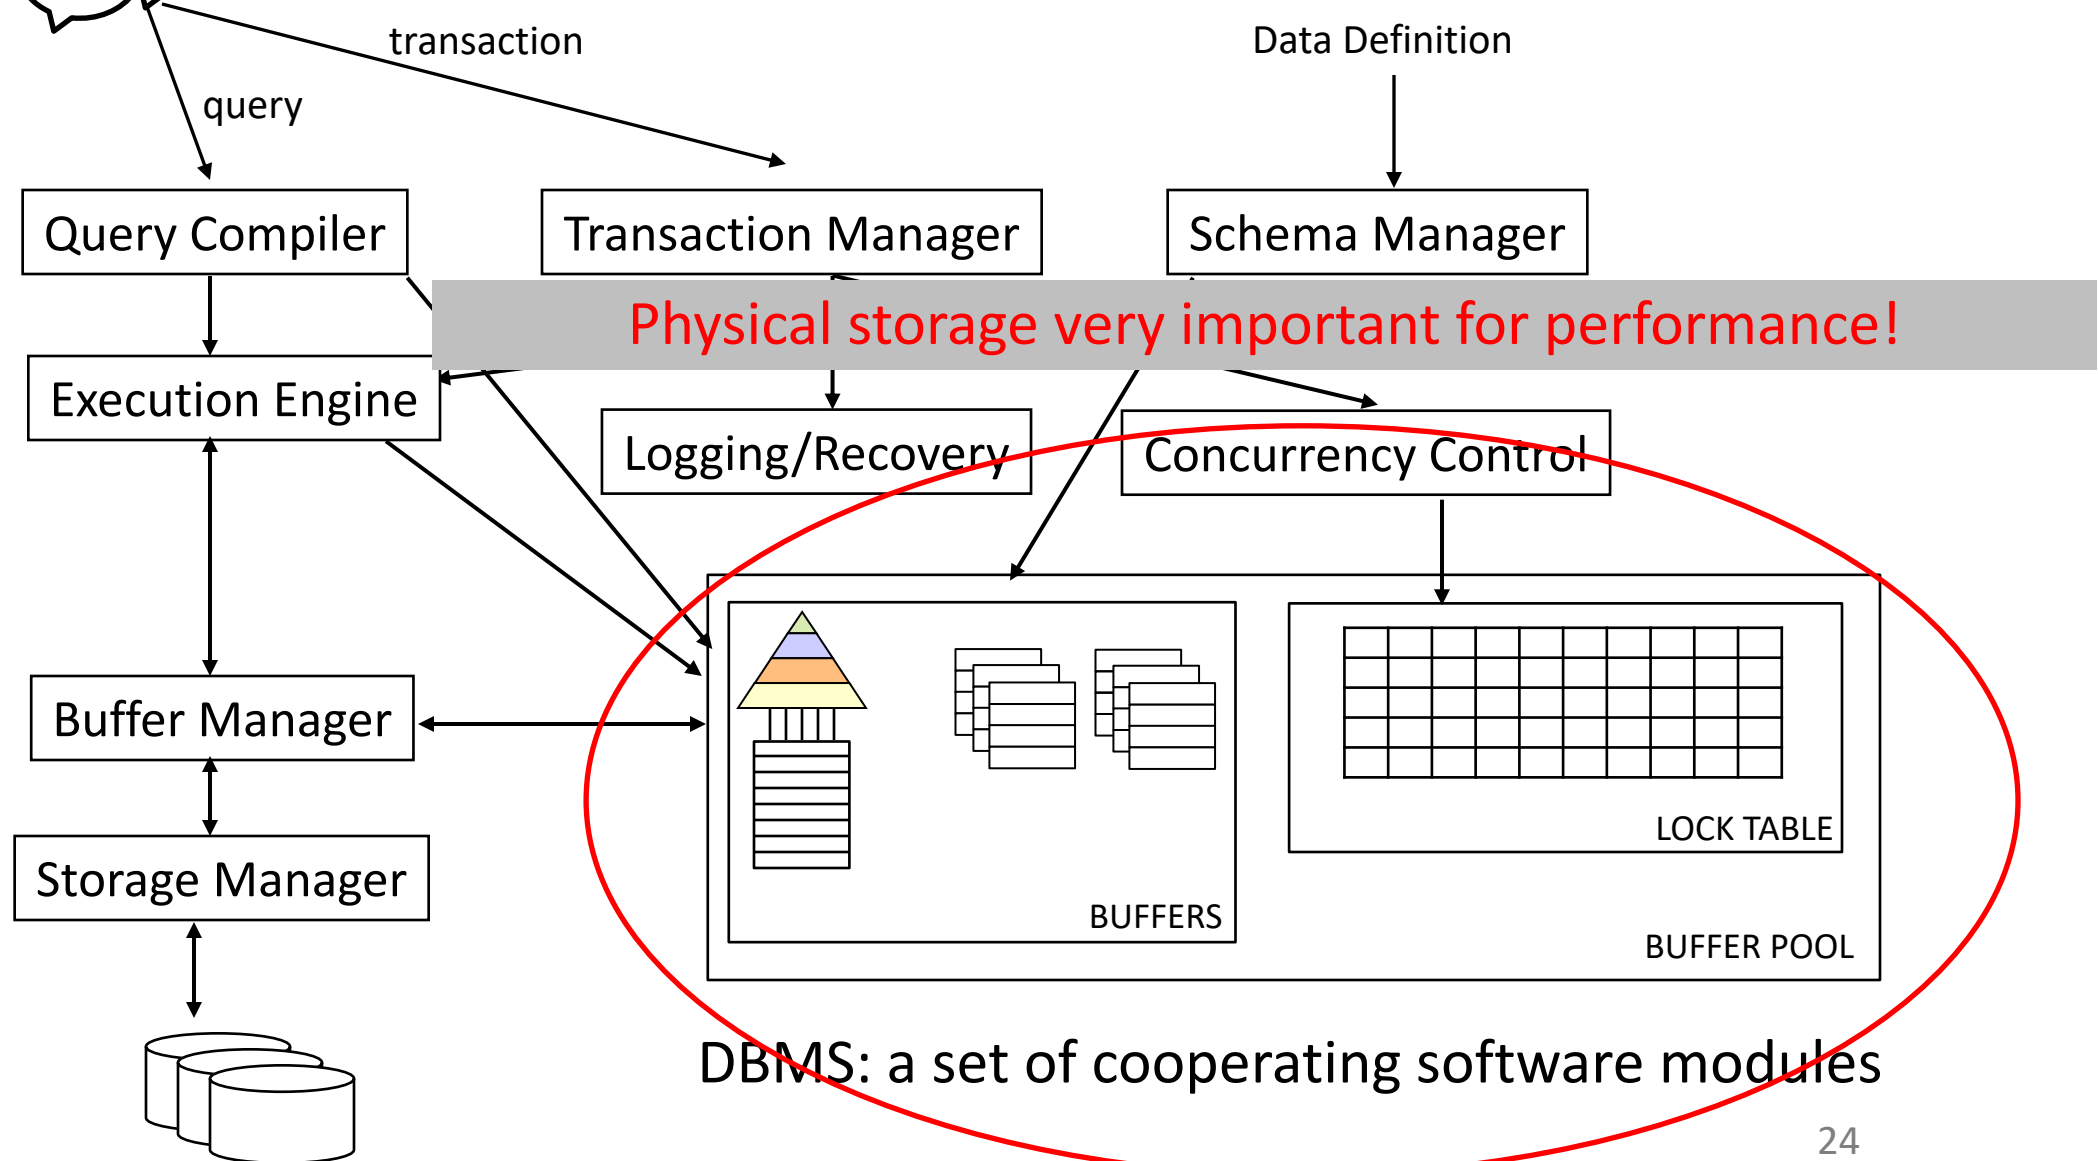 transaction
Data Definition
query
Query Compiler
Transaction Manager
Schema Manager
Physical storage very important for performance!
Execution Engine
Logging/Recovery
Concurrency Control
Buffer Manager
LOCK TABLE
Storage Manager
BUFFERS
BUFFER POOL
DBMS: a set of cooperating software modules
24